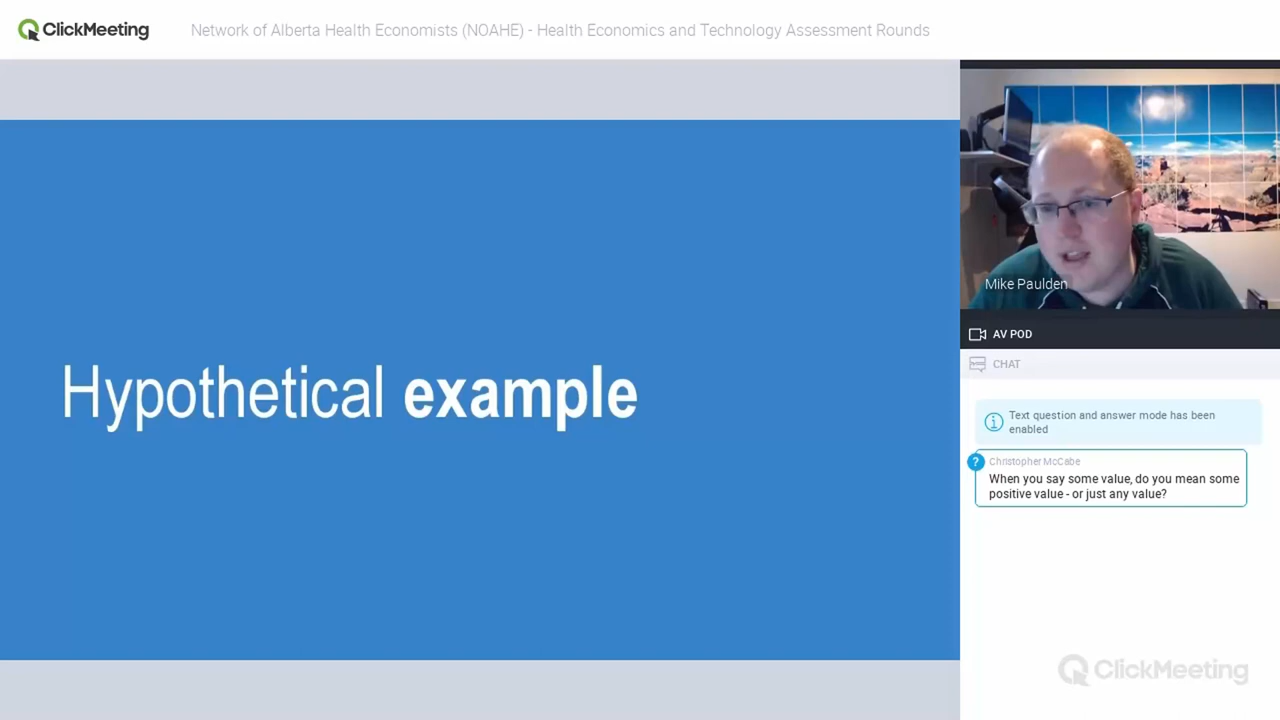 ClickMeeting
Network of Alberta Health Economists (NOAHE) - Health Economics and Technology Assessment Rounds
Hypothetical example
Mike Paulden
AV POD
CHAT
Text question and answer mode has been
enabled
?
Christopher McCabe
When you say some value, do you mean some
positive value - or just any value?
ClickMeeting